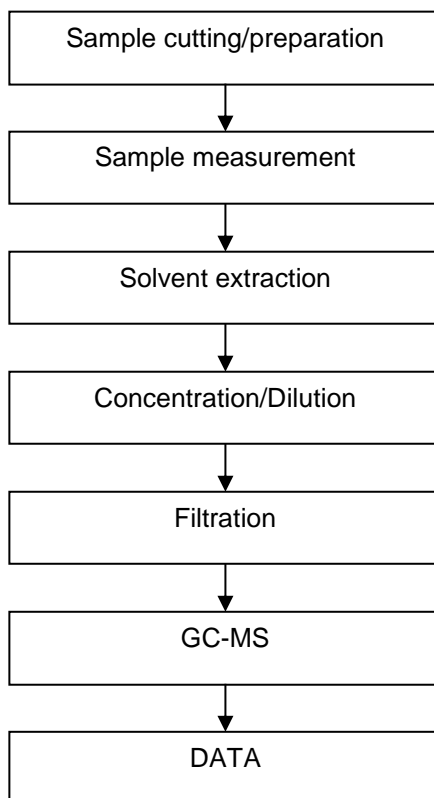 Sample cutting/preparation
Sample measurement
Solvent extraction
Concentration/Dilution
Filtration
GC-MS
DATA